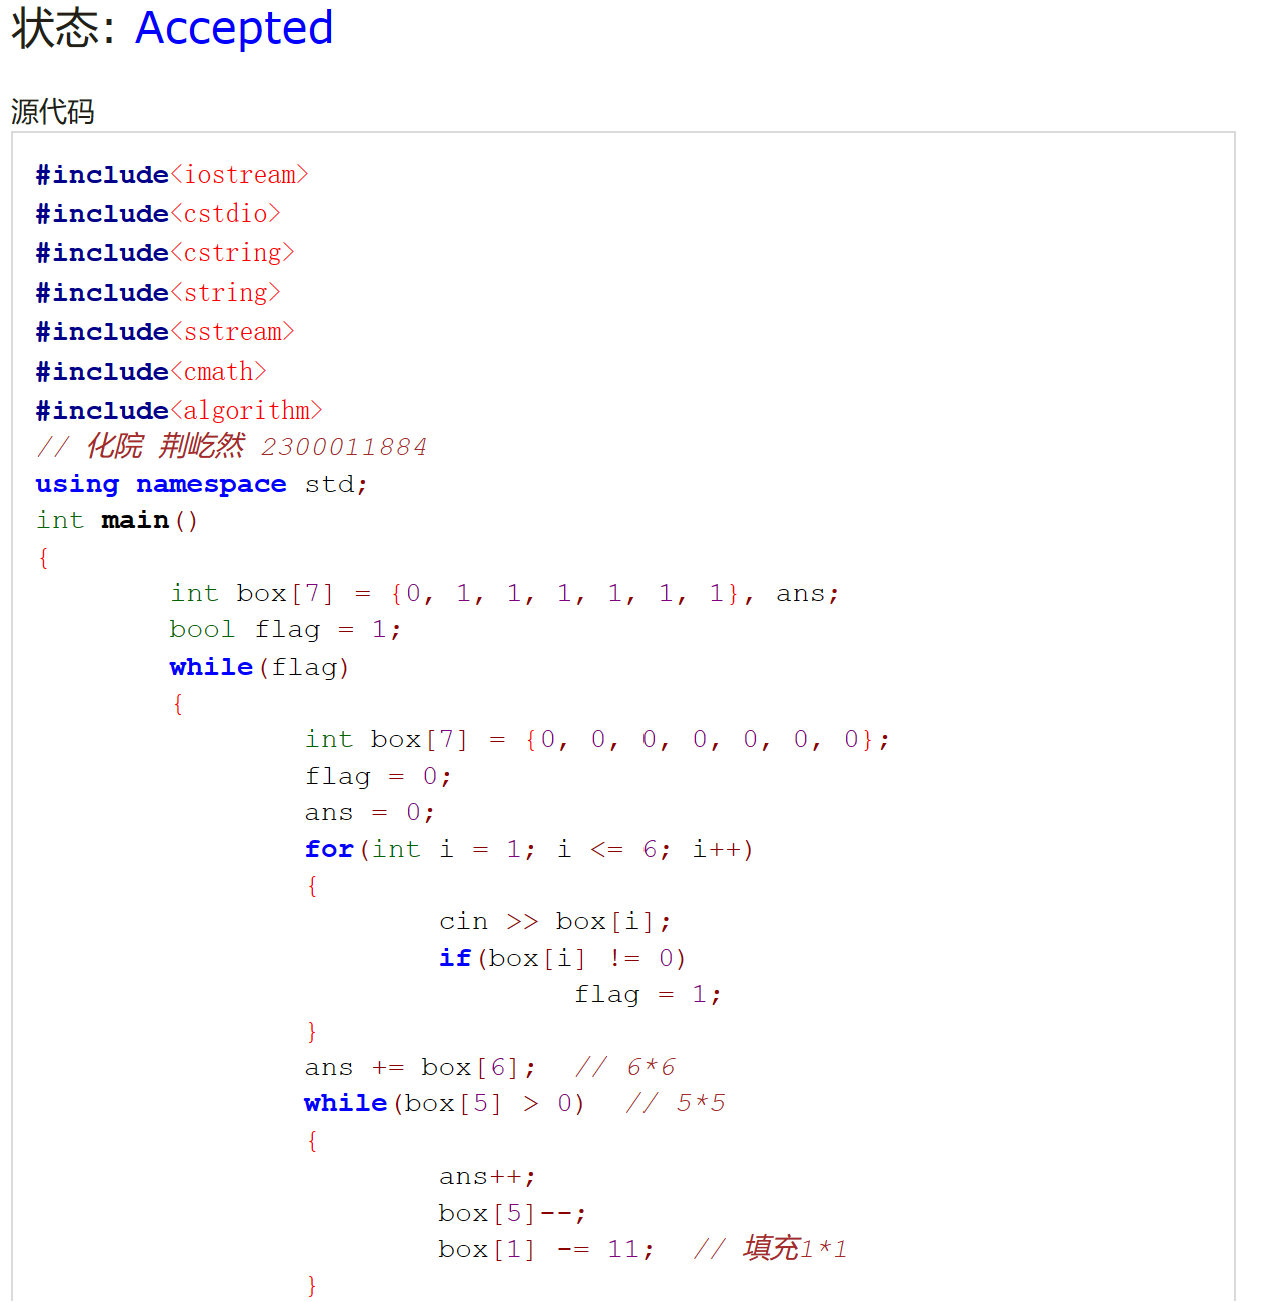 状态: Accepted
源代码
#include<iostream>
#include<cstdio>
#include<cstring>
#include<string>
#include<sstream>
#include<cmath>
#include<algorithm>
// 化院 荆屹然 2300011884
using namespace std;
int main()
{
int box[7] = {0, 1, 1, 1, 1, 1, 1}, ans;
bool flag = 1;
while(flag)
{
int box[7] = {0, 0, 0, 0, 0, 0, 0};
flag = 0;
ans = 0;
for(int i = 1; i <= 6; i++)
{
cin >> box[i];
if(box[i] != 0)
flag = 1;
}
ans += box[6];  // 6*6
while(box[5] > 0)  // 5*5
{
ans++;
box[5]--;
box[1] -= 11;  // 填充1*1
}